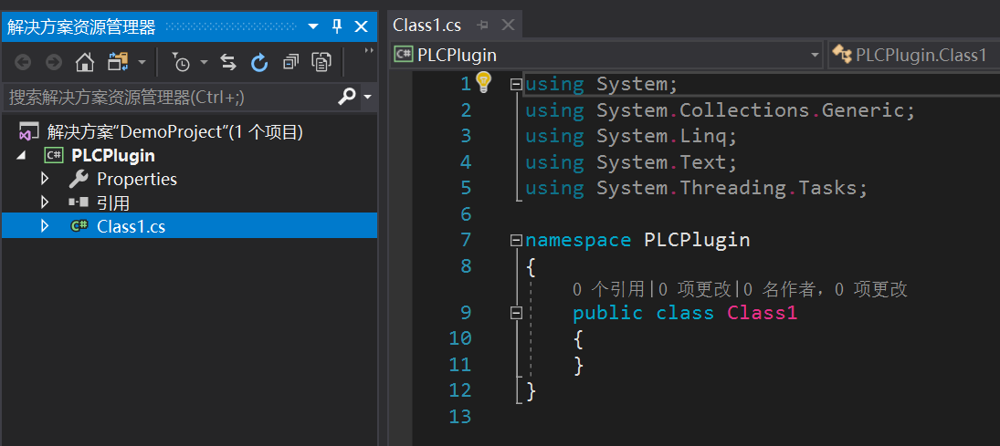 解决方案资源管理器
搜索解决方案资源管理器(Ctrl+;)
解决方案"DemoProject"(1 个项目)
C# PLCPlugin
Properties
引用
C# Class1.cs
Class1.cs
C# PLCPlugin
PLCPlugin.Class1
1 using System;
2 using System.Collections.Generic;
3 using System.Linq;
4 using System.Text;
5 using System.Threading.Tasks;
6
7 namespace PLCPlugin
8 {
0 个引用|0 项更改|0 名作者，0 项更改
9 public class Class1
10 {
11 }
12 }
13